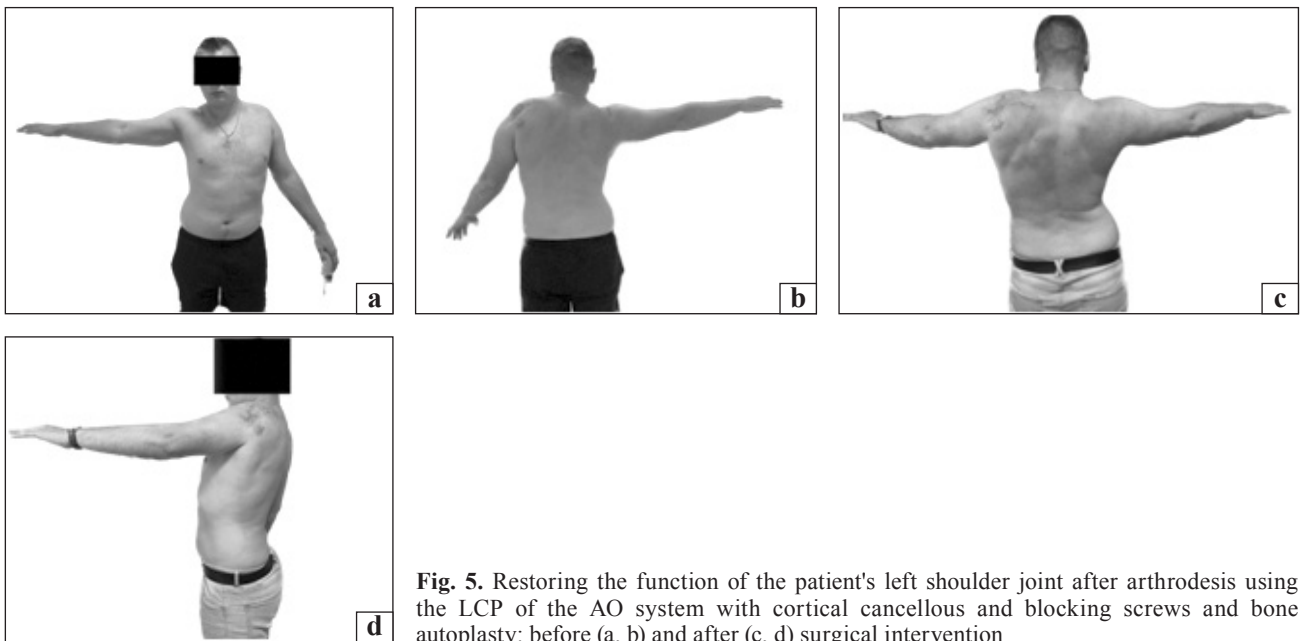 a
b
c
d
Fig. 5. Restoring the function of the patient's left shoulder joint after arthrodesis using
the LCP of the AO system with cortical cancellous and blocking screws and bone
autoplasty: before (a, b) and after (c, d) surgical intervention